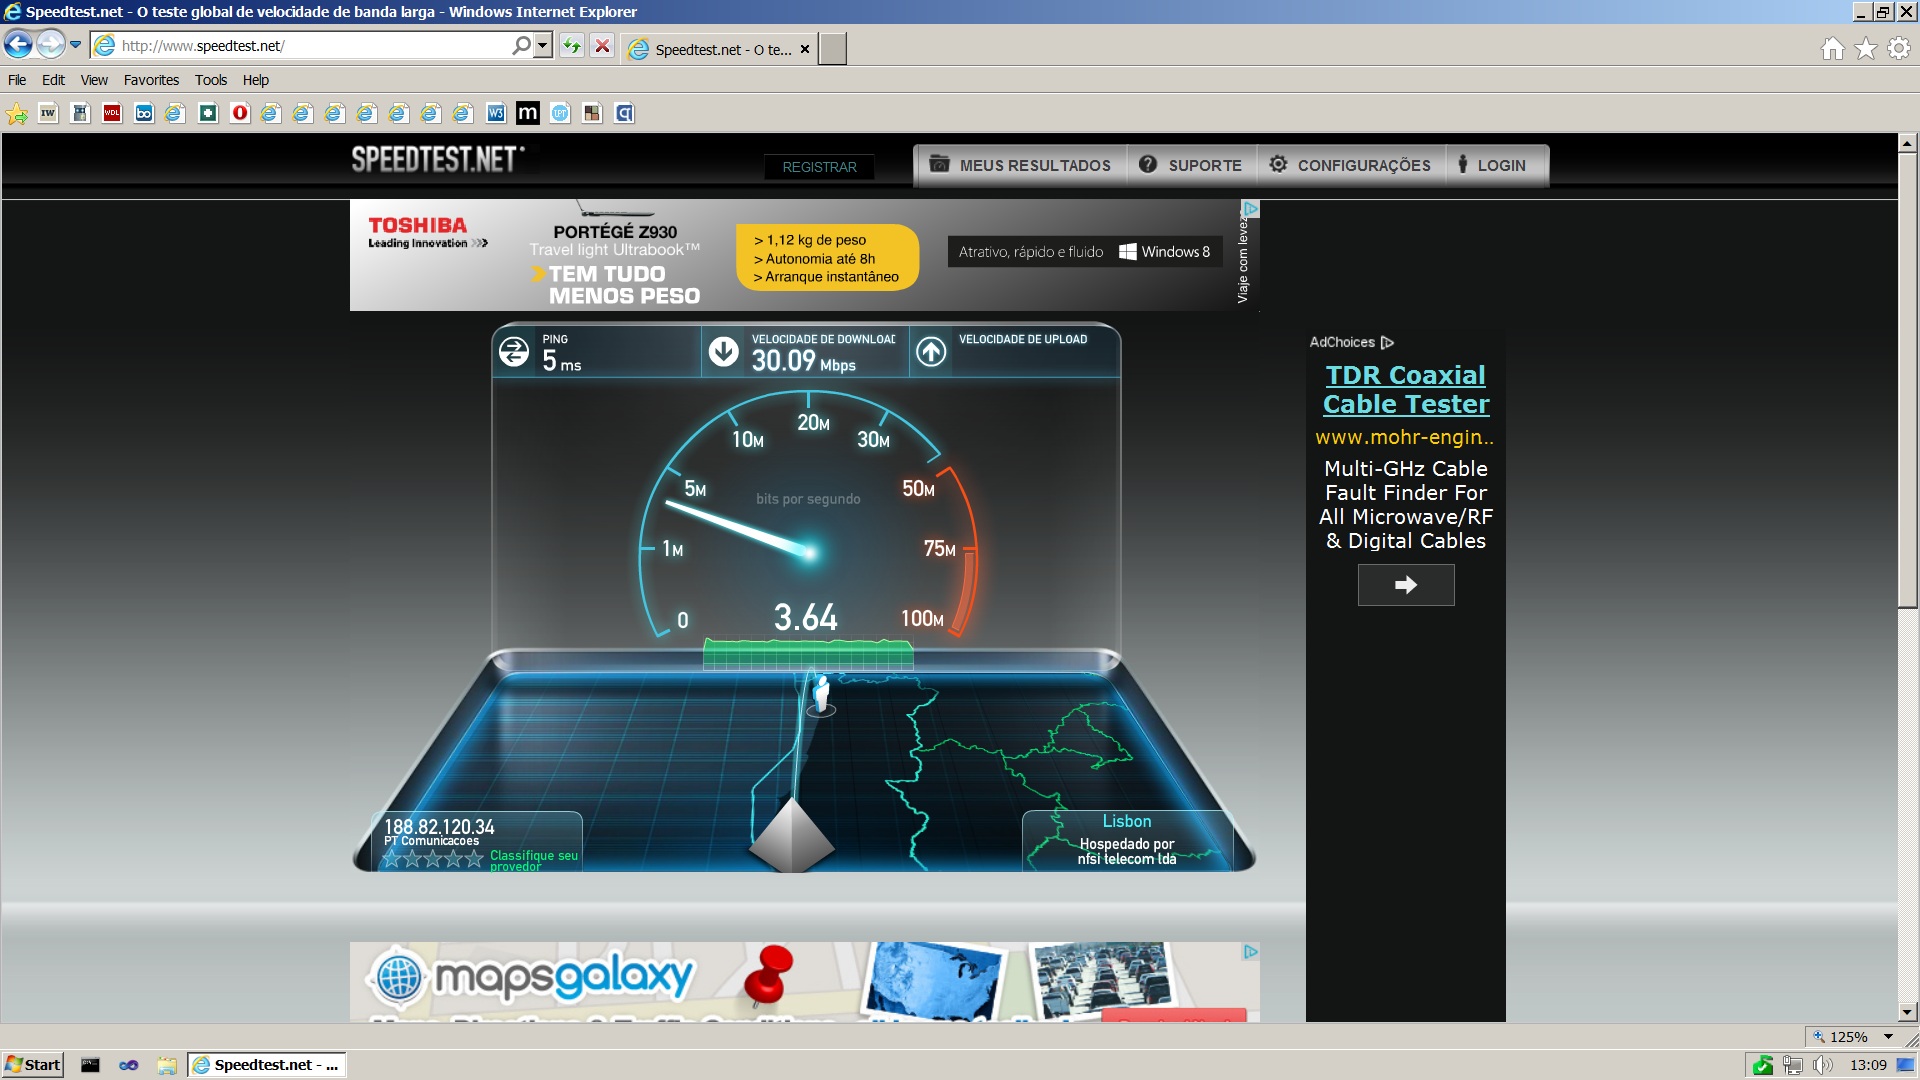 Speedtest.net - O teste global de velocidade de banda larga - Windows Internet Explorer
http://www.speedtest.net/
Speedtest.net - O te...
File Edit View Favorites Tools Help
IW
WDL
bo
W3
m
LPT
q
SPEEDTEST.NET
REGISTRAR
MEUS RESULTADOS
SUPORTE
CONFIGURAÇÕES
LOGIN
TOSHIBA
Leading Innovation >>>
PORTÉGÉ Z930
Travel light Ultrabook™
TEM TUDO
MENOS PESO
> 1,12 kg de peso
> Autonomia até 8h
> Arranque instantâneo
Atrativo, rápido e fluido
Windows 8
Viaje com leveza
PING
5 ms
VELOCIDADE DE DOWNLOAD
30.09 Mbps
VELOCIDADE DE UPLOAD
20M
10M
30M
5M
50M
bits por segundo
1M
75M
0
3.64
100M
188.82.120.34
PT Comunicacoes
Classifique seu
provedor
Lisbon
Hospedado por
nfsi telecom lda
AdChoices
TDR Coaxial
Cable Tester
www.mohr-engin..
Multi-GHz Cable
Fault Finder For
All Microwave/RF
& Digital Cables
mapsgalaxy
125%
Start
Speedtest.net - ...
13:09